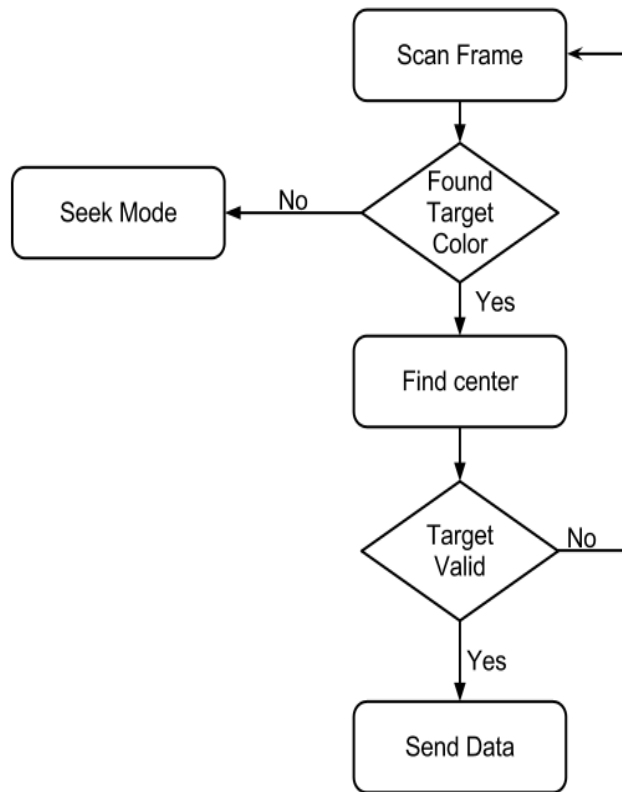 Scan Frame
Found
Target
Color
No
Seek Mode
Yes
Find center
Target
Valid
No
Yes
Send Data